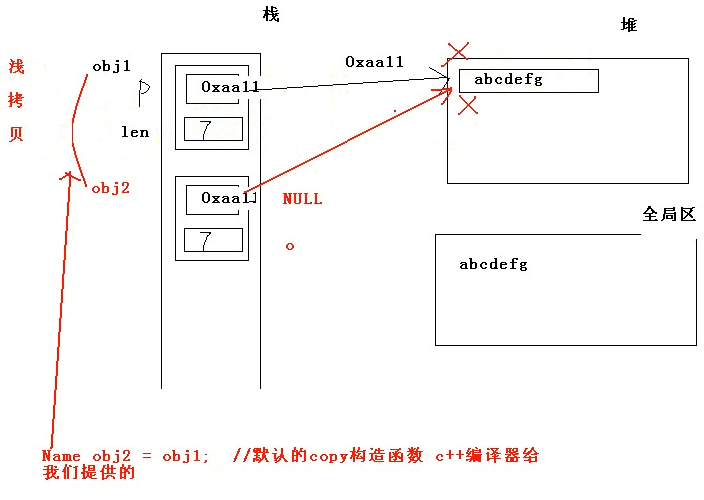 栈
堆
浅
拷
贝
obj1
p
0xaa11
0xaa11
abcdefg
len
7
obj2
0xaa11
NULL
7
o
全局区
abcdefg
Name obj2 = obj1; //默认的copy构造函数 c++编译器给
我们提供的